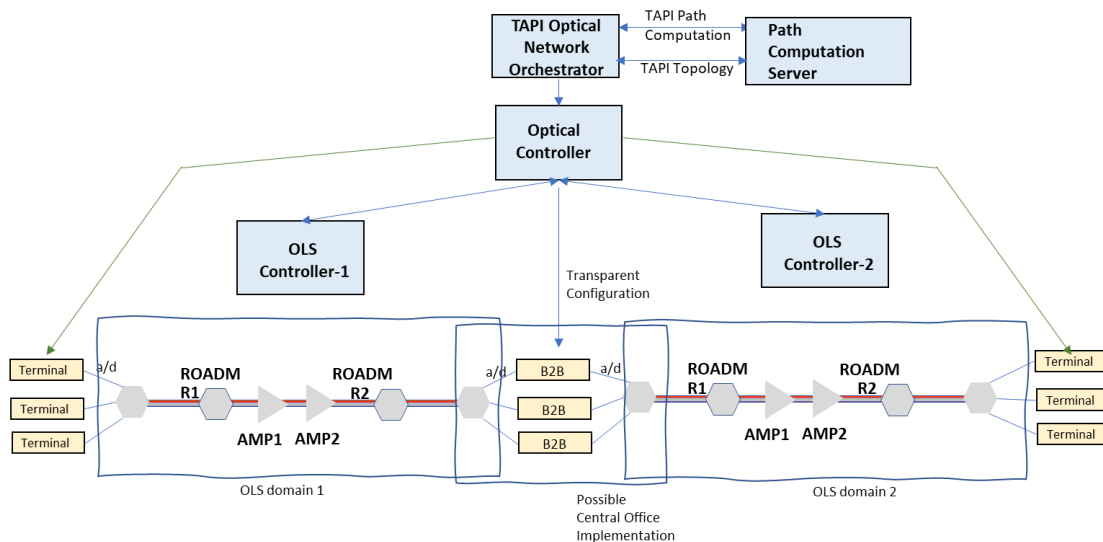 TAPI Optical
Network
Orchestrator
TAPI Path
Computation
TAPI Topology
Path
Computation
Server
Optical
Controller
OLS
Controller-1
OLS
Controller-2
Transparent
Configuration
Terminal
Terminal
Terminal
a/d
ROADM
R1
AMP1
AMP2
ROADM
R2
a/d
B2B
B2B
B2B
a/d
ROADM
R1
AMP1
AMP2
ROADM
R2
Terminal
Terminal
Terminal
OLS domain 1
Possible
Central Office
Implementation
OLS domain 2